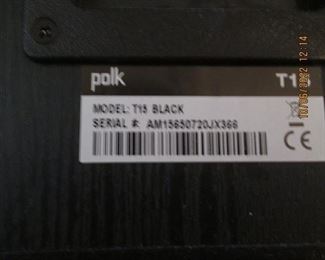 polk T15
MODEL: T15 BLACK
SERIAL #: AM15650720JX366
CE